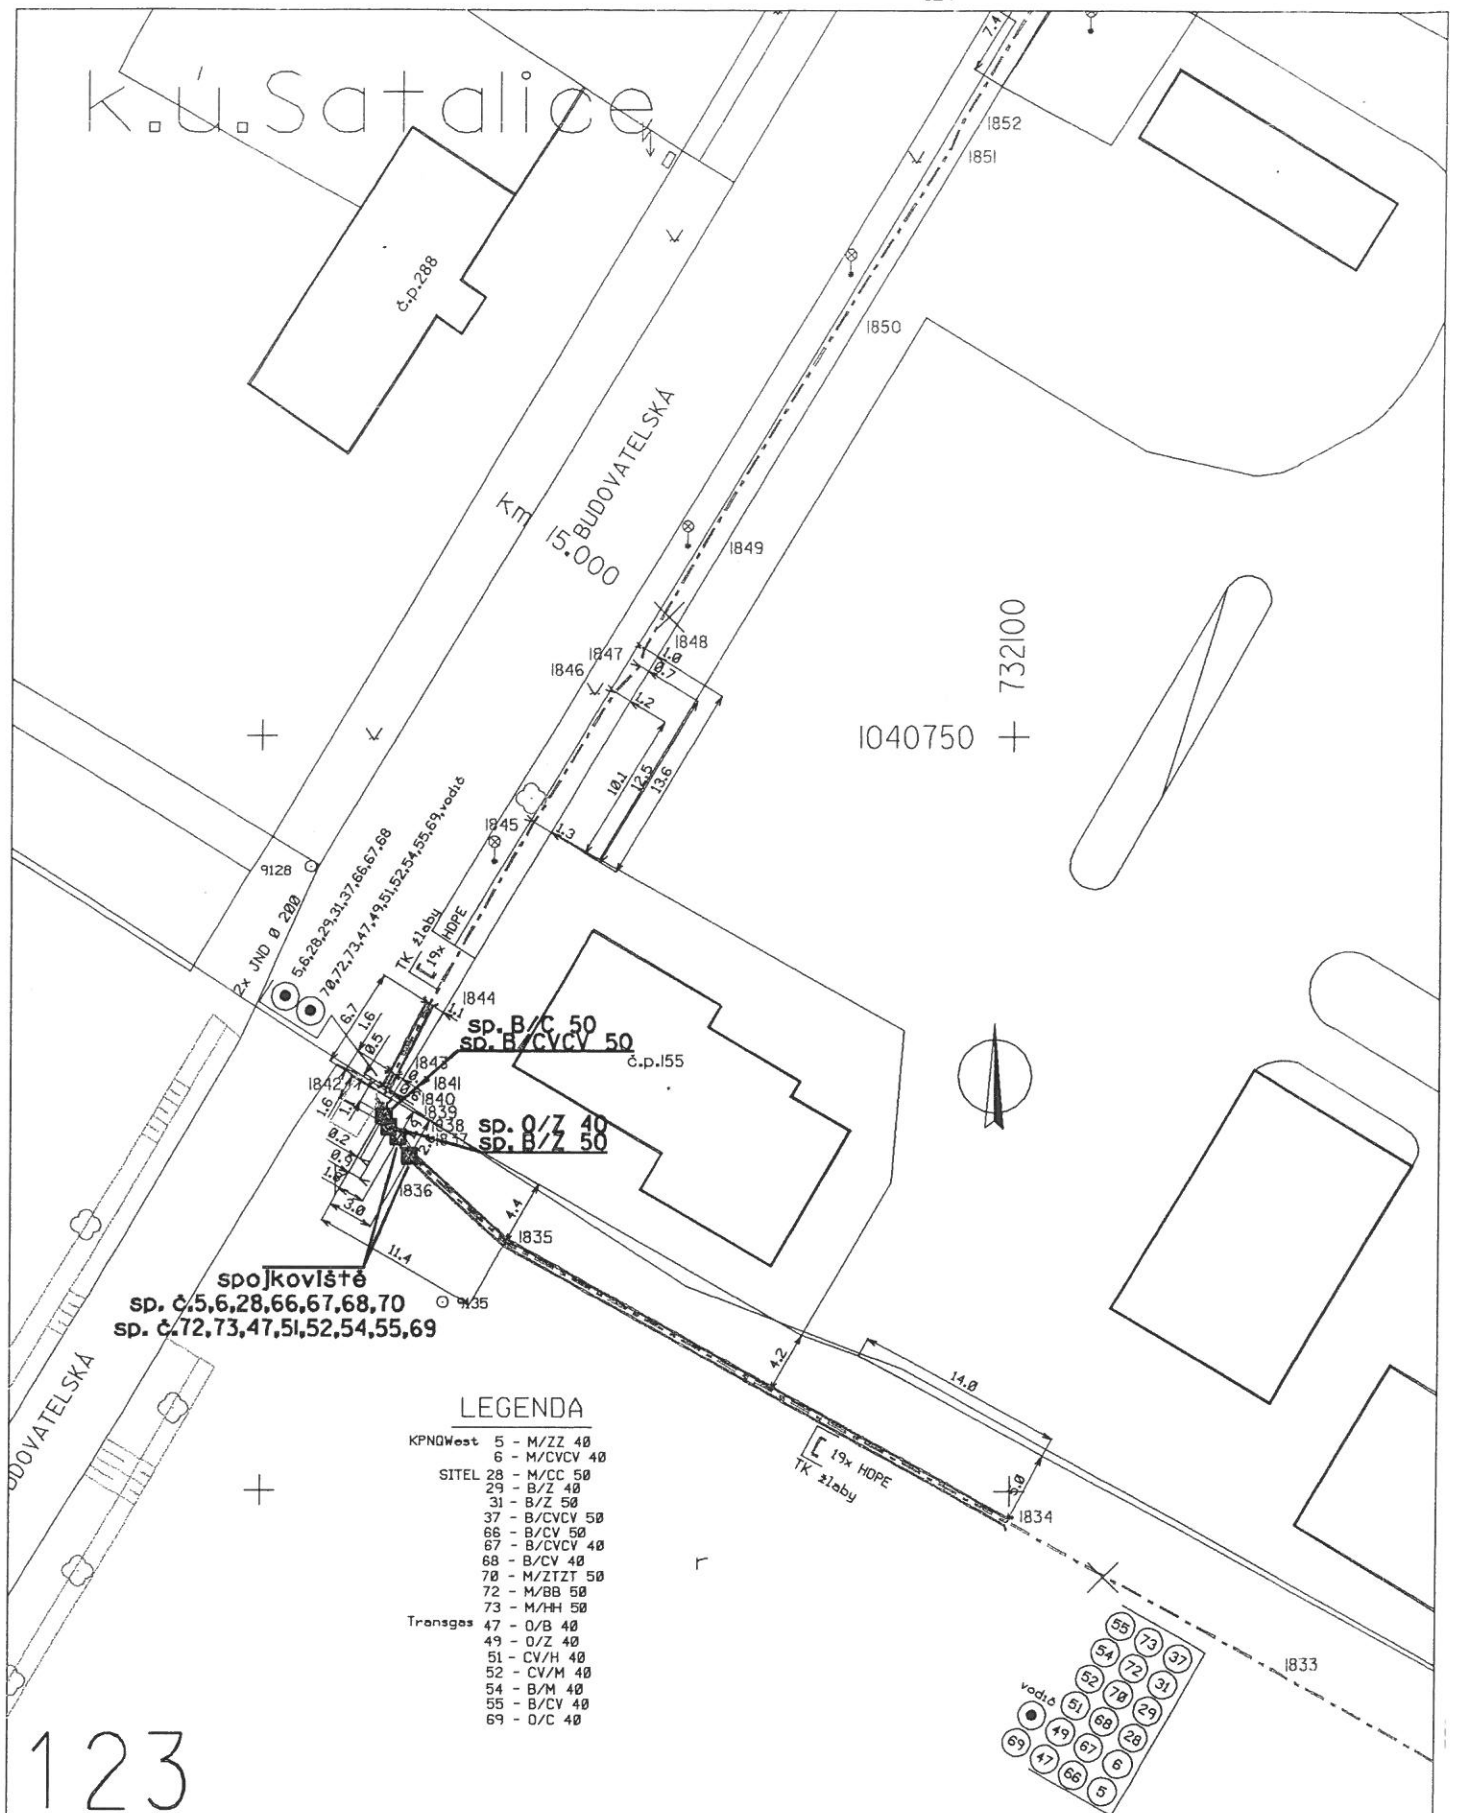 k.ú.Satalice
7.4
1852
1851
č.p.288
1850
BUDOVATELSKÁ
Km
15.000
1849
1848
1847
1846
1.0
0.7
1.2
732100
1040750
10.1
12.5
13.6
1845
1.3
9128
2x JND Ø 200
5,6,28,29,31,37,66,67,68
70,72,73,47,49,51,52,54,55,69,vodič
TK žlaby
19x HDPE
1844
1.1
6.7
1.6
0.5
sp. B/C 50
sp. B/CVCV 50
č.p.155
1843
1842
1841
1840
1839
1838
1837
1.6
1.1
sp. O/Z 40
sp. B/Z 50
0.2
0.9
1836
3.0
4.4
1835
11.4
spojkoviště
sp. č.5,6,28,66,67,68,70
sp. č.72,73,47,51,52,54,55,69
9135
4.2
14.0
5.0
19x HDPE
TK žlaby
1834
LEGENDA
KPNQWest 5 - M/ZZ 40
6 - M/CVCV 40
SITEL 28 - M/CC 50
29 - B/Z 40
31 - B/Z 50
37 - B/CVCV 50
66 - B/CV 50
67 - B/CVCV 40
68 - B/CV 40
70 - M/ZTZT 50
72 - M/BB 50
73 - M/HH 50
Transgas 47 - O/B 40
49 - O/Z 40
51 - CV/H 40
52 - CV/M 40
54 - B/M 40
55 - B/CV 40
69 - O/C 40
r
1833
55 73 37
54 72 31
52 70 29
vodič 51 68 28
49 67 6
69 47 66 5
123